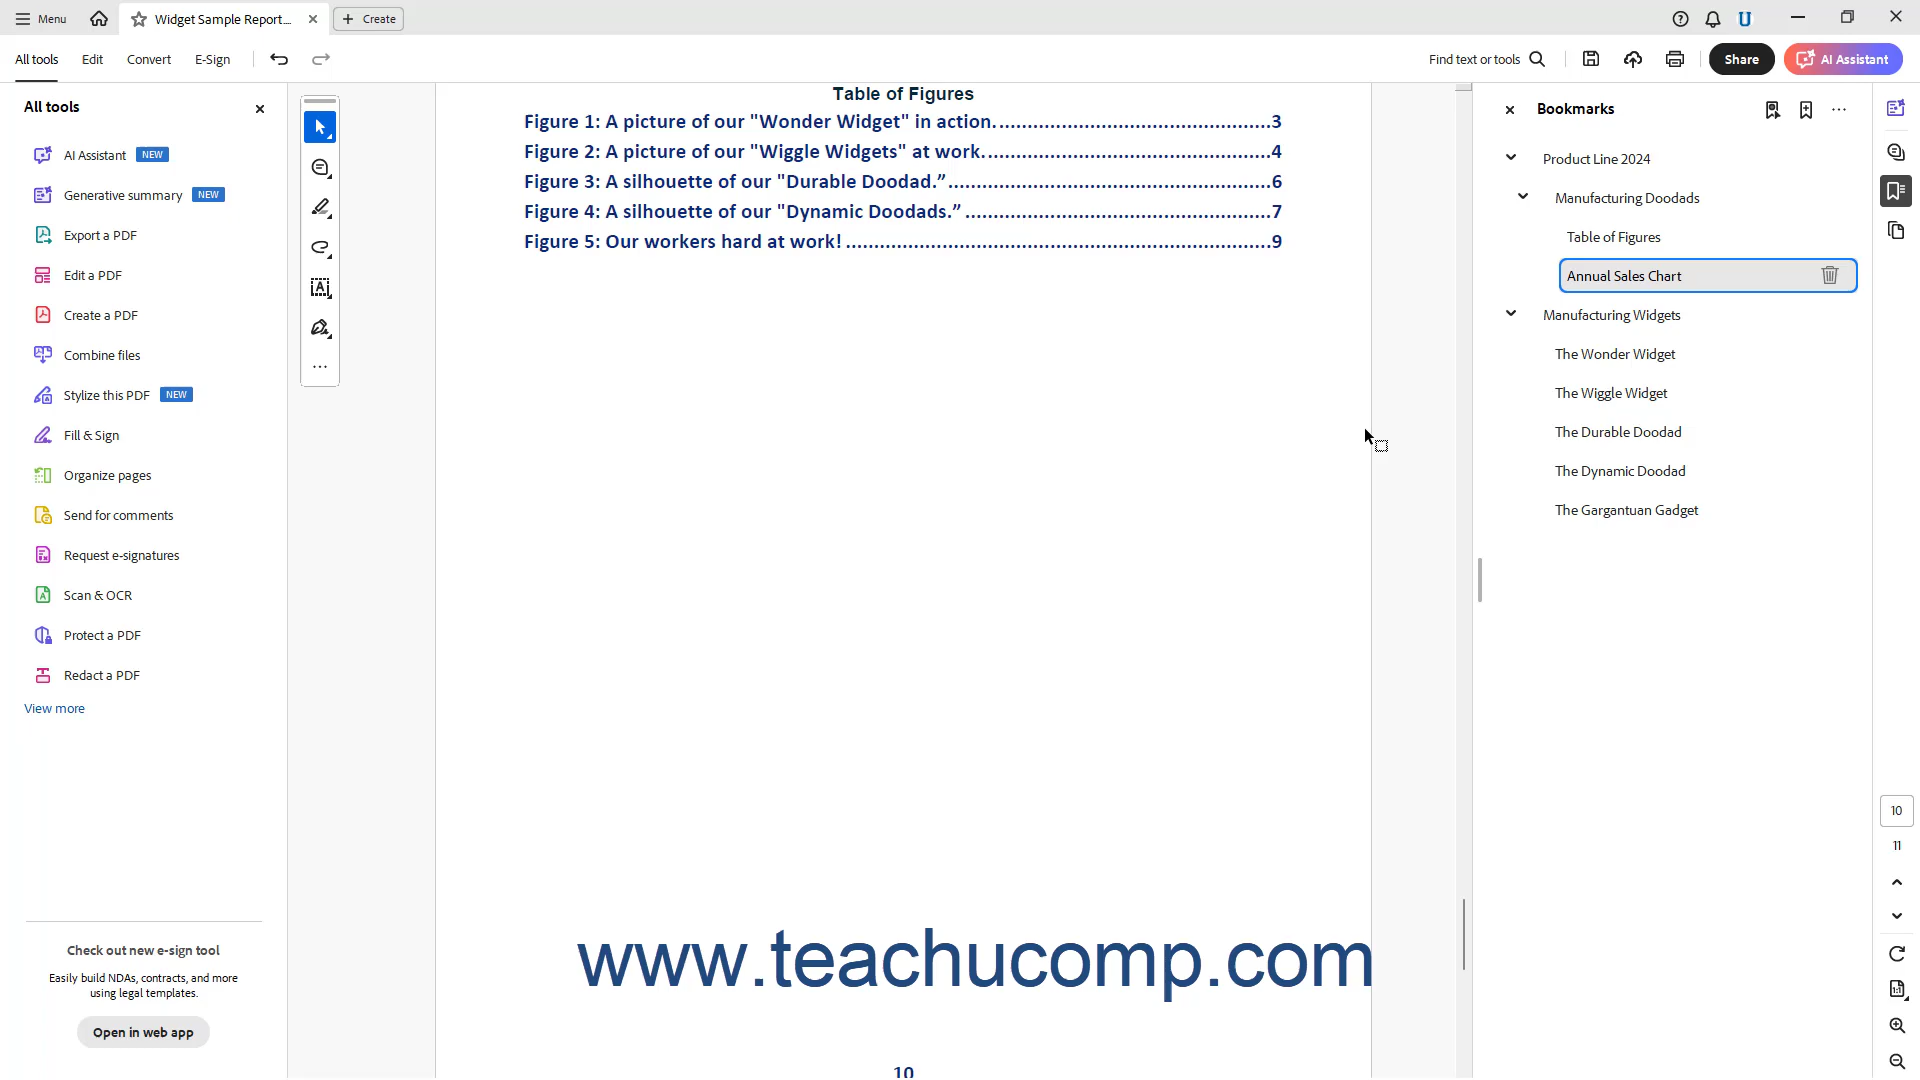 Menu
Widget Sample Report...
Create
All tools
Edit
Convert
E-Sign
Find text or tools
Share
AI Assistant
All tools
AI Assistant NEW
Generative summary NEW
Export a PDF
Edit a PDF
Create a PDF
Combine files
Stylize this PDF NEW
Fill & Sign
Organize pages
Send for comments
Request e-signatures
Scan & OCR
Protect a PDF
Redact a PDF
View more
Check out new e-sign tool
Easily build NDAs, contracts, and more
using legal templates.
Open in web app
Table of Figures
Figure 1: A picture of our "Wonder Widget" in action................................................3
Figure 2: A picture of our "Wiggle Widgets" at work..................................................4
Figure 3: A silhouette of our "Durable Doodad.”........................................................6
Figure 4: A silhouette of our "Dynamic Doodads.” .....................................................7
Figure 5: Our workers hard at work! ..........................................................................9
www.teachucomp.com
10
Bookmarks
Product Line 2024
Manufacturing Doodads
Table of Figures
Annual Sales Chart
Manufacturing Widgets
The Wonder Widget
The Wiggle Widget
The Durable Doodad
The Dynamic Doodad
The Gargantuan Gadget
10
11